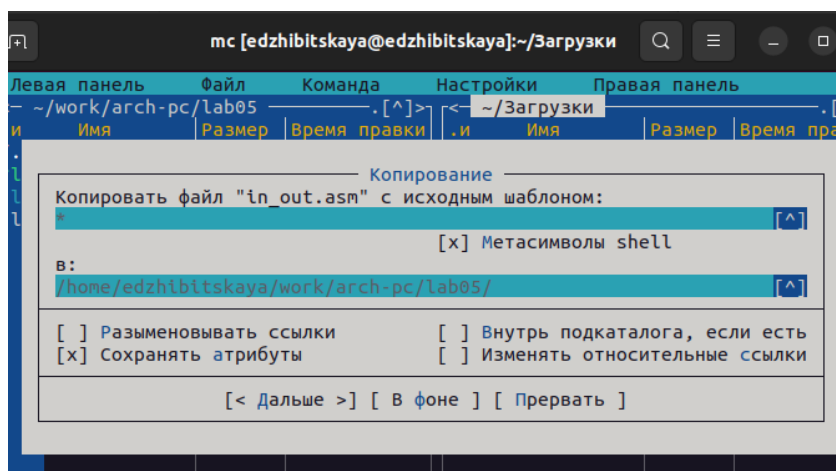 mc [edzhibitskaya@edzhibitskaya]:~/Загрузки
Левая панель Файл Команда Настройки Правая панель
~/work/arch-pc/lab05 .[^]> <─ ~/Загрузки .[
и Имя Размер Время правки .и Имя Размер Время пра
Копирование
Копировать файл "in_out.asm" с исходным шаблоном:
* [^]
[x] Метасимволы shell
в:
/home/edzhibitskaya/work/arch-pc/lab05/ [^]
[ ] Разыменовывать ссылки [ ] Внутрь подкаталога, если есть
[x] Сохранять атрибуты [ ] Изменять относительные ссылки
[< Дальше >] [ В фоне ] [ Прервать ]